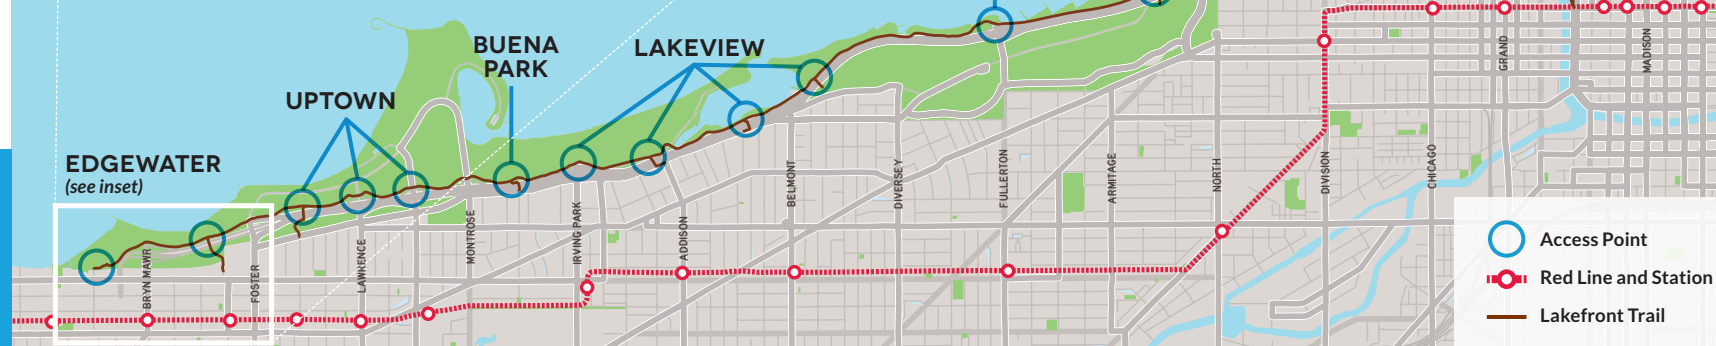 BUENA
PARK
LAKEVIEW
UPTOWN
EDGEWATER
(see inset)
BRYN MAWR
FOSTER
LAWRENCE
MONTROSE
IRVING PARK
ADDISON
BELMONT
DIVERSEY
FULLERTON
ARMITAGE
NORTH
DIVISION
CHICAGO
GRAND
MADISON
Access Point
Red Line and Station
Lakefront Trail